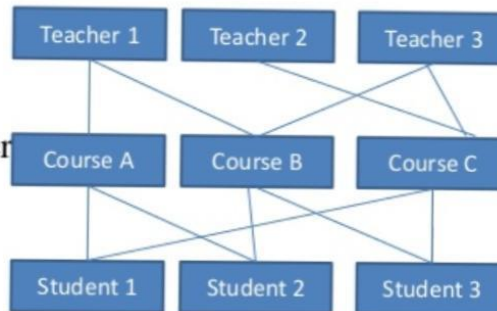 Teacher 1 Teacher 2 Teacher 3
r
Course A Course B Course C
Student 1 Student 2 Student 3